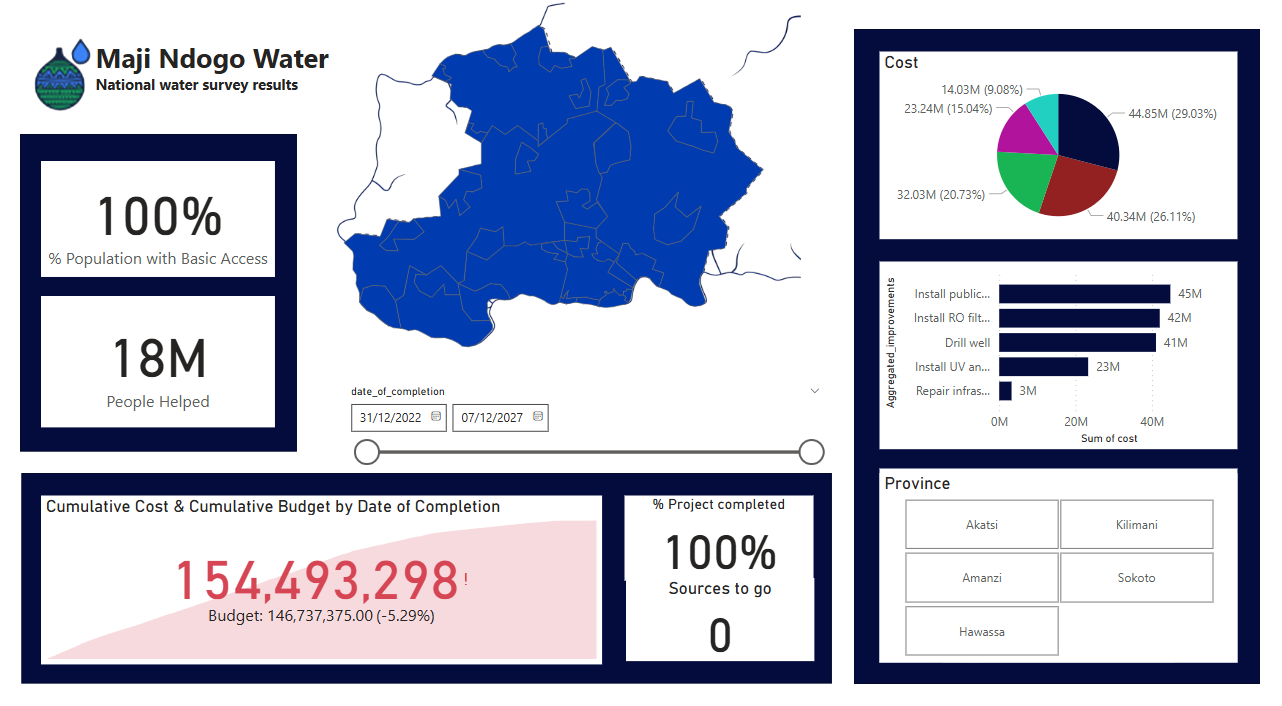 Maji Ndogo Water
National water survey results
100%
% Population with Basic Access
18M
People Helped
date_of_completion
31/12/2022
07/12/2027
Cumulative Cost & Cumulative Budget by Date of Completion
154,493,298!
Budget: 146,737,375.00 (-5.29%)
% Project completed
100%
Sources to go
0
Cost
14.03M (9.08%)
23.24M (15.04%)
44.85M (29.03%)
32.03M (20.73%)
40.34M (26.11%)
Aggregated_improvements
Install public... 45M
Install RO filt... 42M
Drill well 41M
Install UV an... 23M
Repair infras... 3M
0M 20M 40M
Sum of cost
Province
Akatsi Kilimani
Amanzi Sokoto
Hawassa